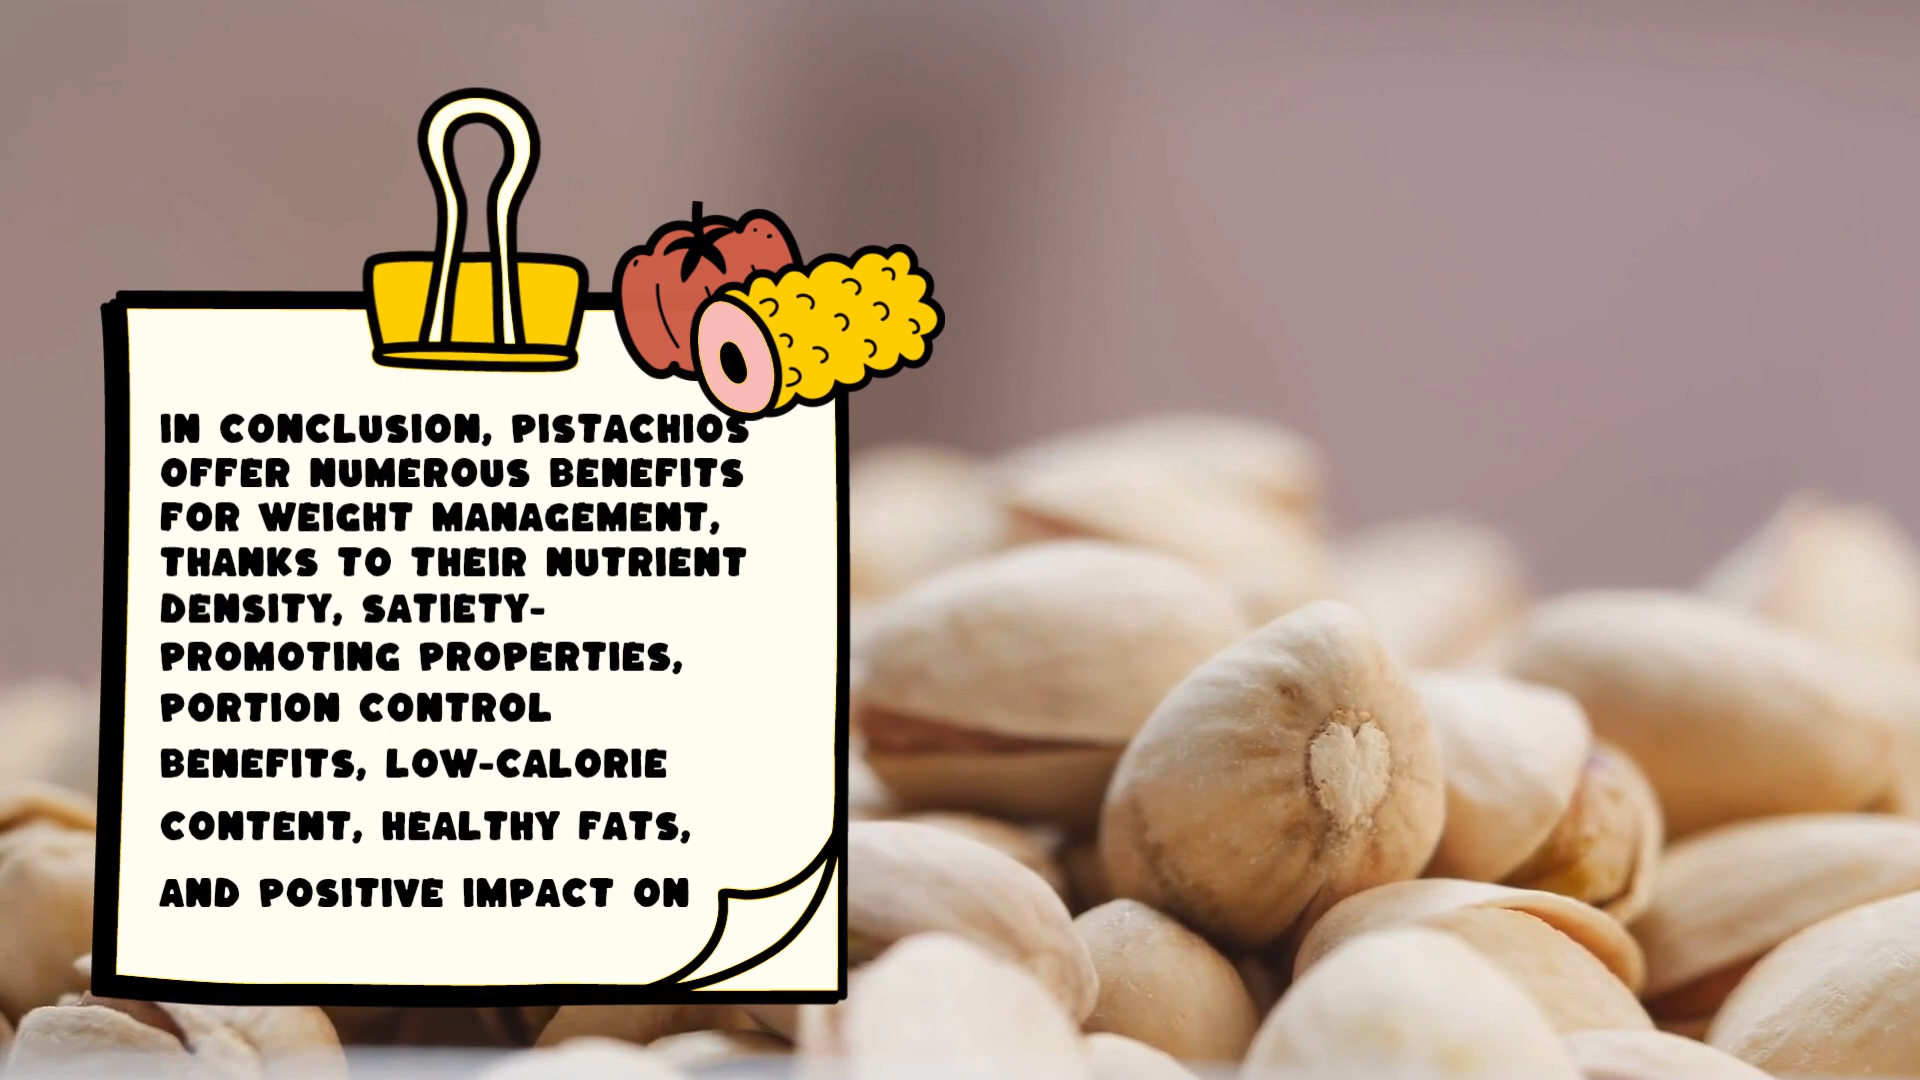 IN CONCLUSION, PISTACHIOS
OFFER NUMEROUS BENEFITS
FOR WEIGHT MANAGEMENT,
THANKS TO THEIR NUTRIENT
DENSITY, SATIETY-
PROMOTING PROPERTIES,
PORTION CONTROL
BENEFITS, LOW-CALORIE
CONTENT, HEALTHY FATS,
AND POSITIVE IMPACT ON